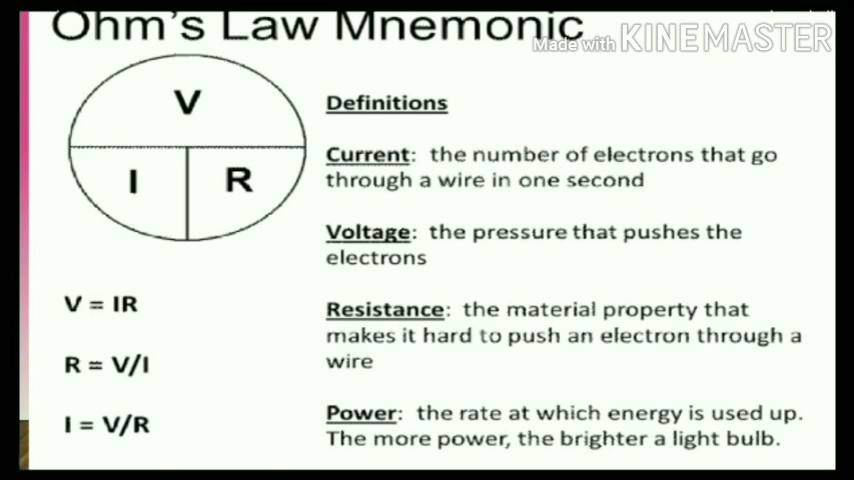 Ohm's Law Mnemonic
Made with KINEMASTER
V
I R
Definitions
Current: the number of electrons that go
through a wire in one second
Voltage: the pressure that pushes the
electrons
V = IR
Resistance: the material property that
makes it hard to push an electron through a
wire
R = V/I
Power: the rate at which energy is used up.
The more power, the brighter a light bulb.
I = V/R